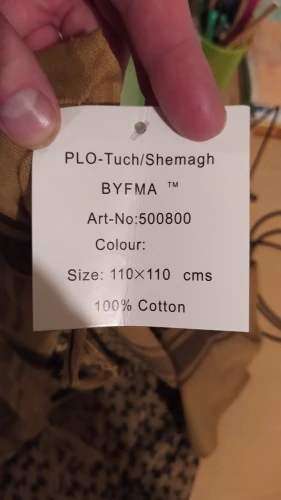 PLO-Tuch/Shemagh
BYFMA ™
Art-No:500800
Colour:
Size: 110×110 cms
100% Cotton